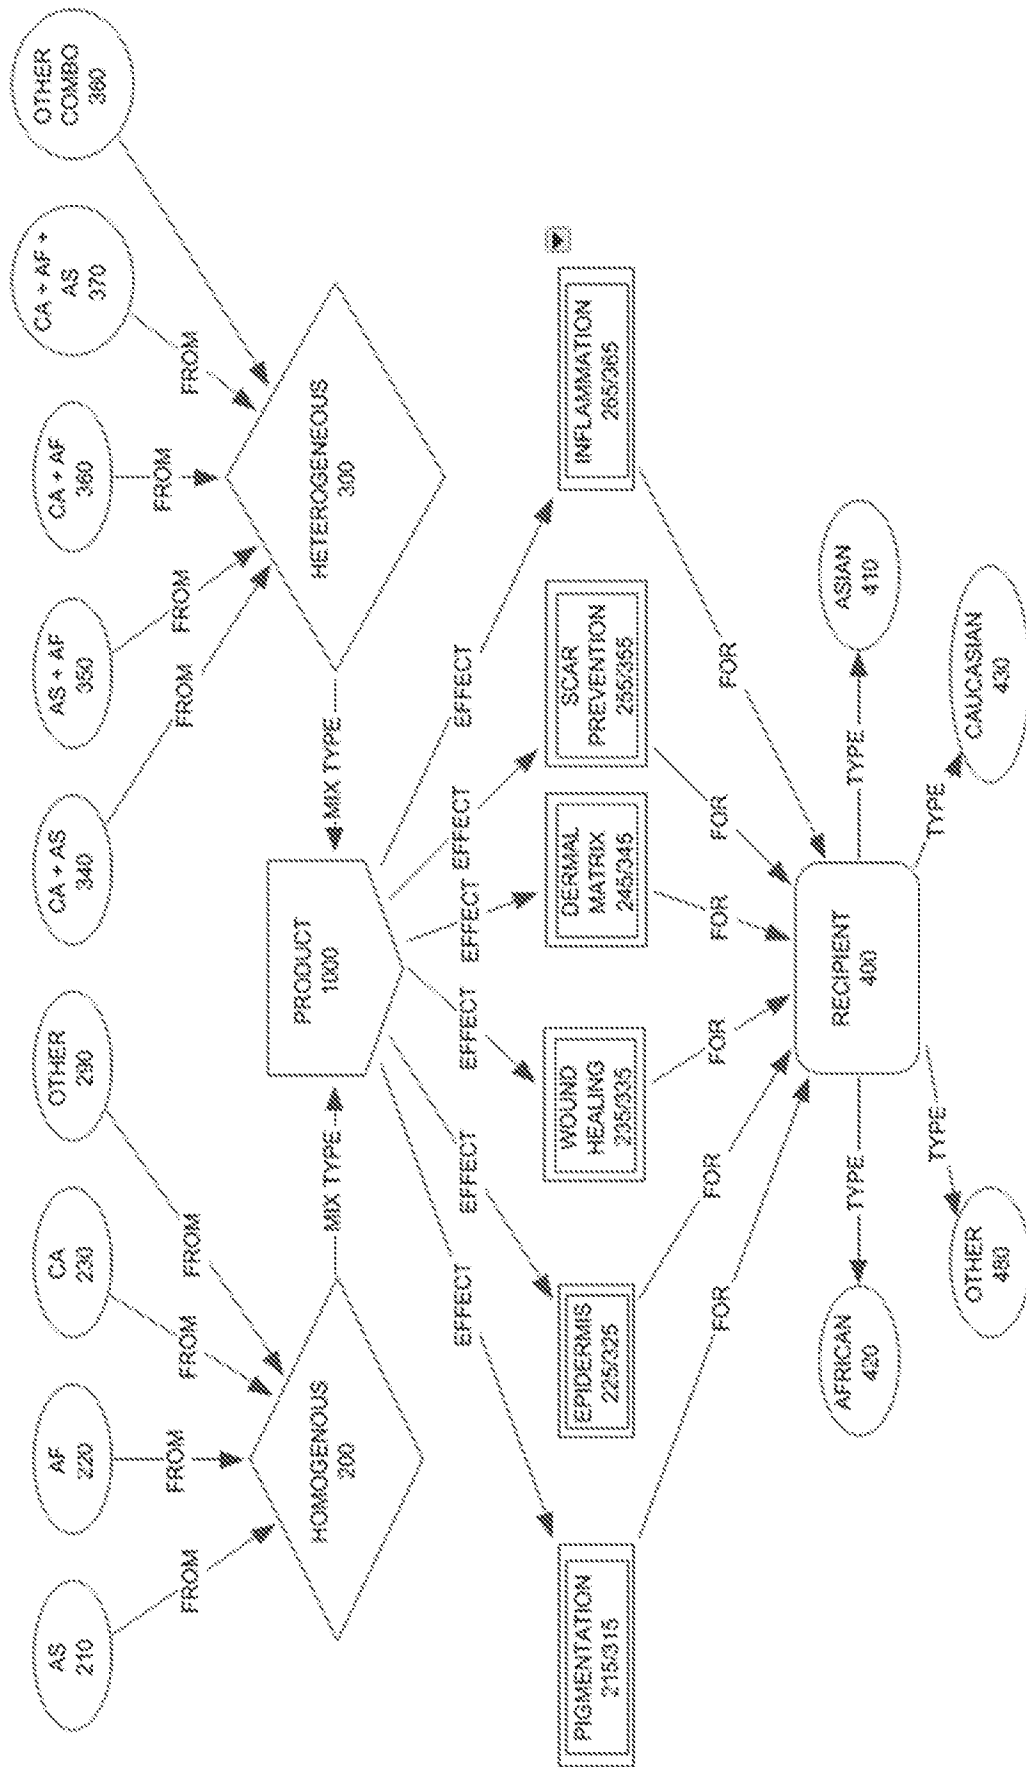 AS
210
AF
220
CA
230
OTHER
290
CA + AS
340
AS + AF
350
CA + AF
360
CA + AF +
AS
370
OTHER
COMBO
380
FROM
FROM
FROM
FROM
FROM
FROM
FROM
FROM
HOMOGENOUS
200
MIX TYPE
PRODUCT
1000
MIX TYPE
HETEROGENEOUS
300
EFFECT
EFFECT
EFFECT
EFFECT
EFFECT
EFFECT
PIGMENTATION
215/315
EPIDERMIS
225/325
WOUND
HEALING
235/335
DERMAL
MATRIX
245/345
SCAR
PREVENTION
255/355
INFLAMMATION
265/365
FOR
FOR
FOR
FOR
FOR
FOR
AFRICAN
420
TYPE
RECIPIENT
400
TYPE
ASIAN
410
OTHER
480
TYPE
TYPE
CAUCASIAN
430